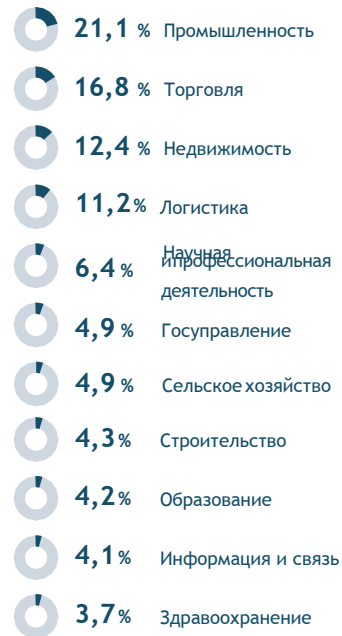 21,1 % Промышленность
16,8 % Торговля
12,4 % Недвижимость
11,2% Логистика
Научная
6,4 % ипрофессиональная
деятельность
4,9 % Госуправление
4,9 % Сельское хозяйство
4,3% Строительство
4,2% Образование
4,1% Информация и связь
3,7% Здравоохранение